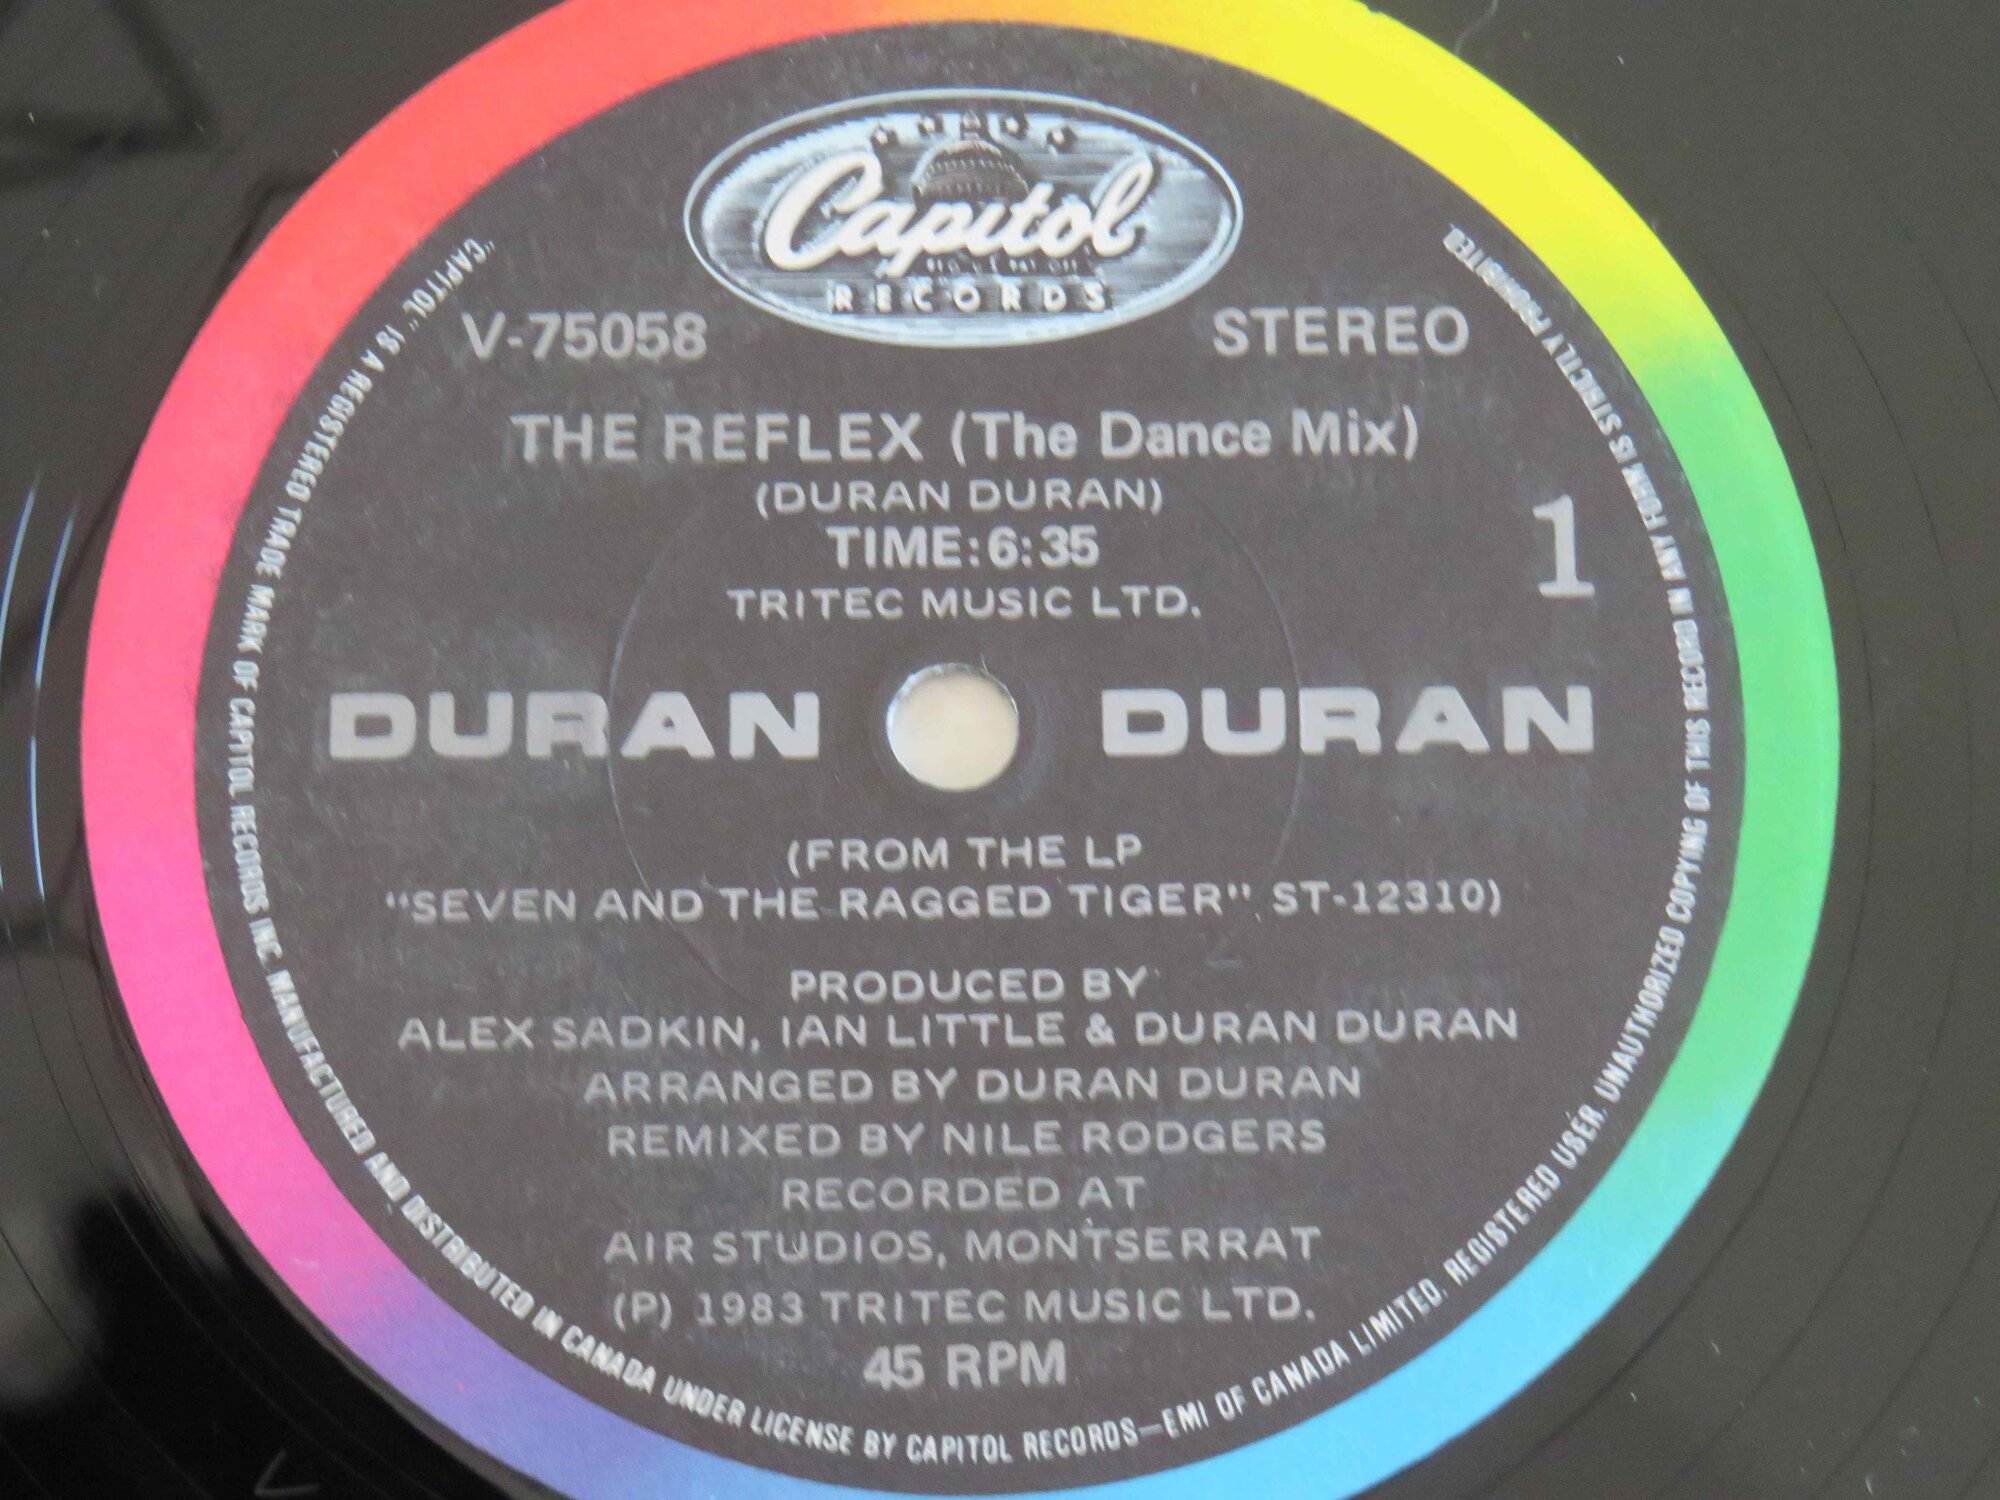 Capitol
RECORDS
V-75058
STEREO
THE REFLEX (The Dance Mix)
(DURAN DURAN)
TIME: 6:35
1
TRITEC MUSIC LTD.
DURAN DURAN
(FROM THE LP
"SEVEN AND THE RAGGED TIGER" ST-12310)
PRODUCED BY
ALEX SADKIN, IAN LITTLE & DURAN DURAN
ARRANGED BY DURAN DURAN
REMIXED BY NILE RODGERS
RECORDED AT
AIR STUDIOS, MONTSERRAT
(P) 1983 TRITEC MUSIC LTD.
45 RPM
"CAPITOL" IS A REGISTERED TRADE MARK OF CAPITOL RECORDS INC. MANUFACTURED AND DISTRIBUTED IN CANADA UNDER LICENSE BY CAPITOL RECORDS—EMI OF CANADA LIMITED. REGISTERED USER. UNAUTHORIZED COPYING OF THIS RECORD IN ANY FORM IS STRICTLY PROHIBITED